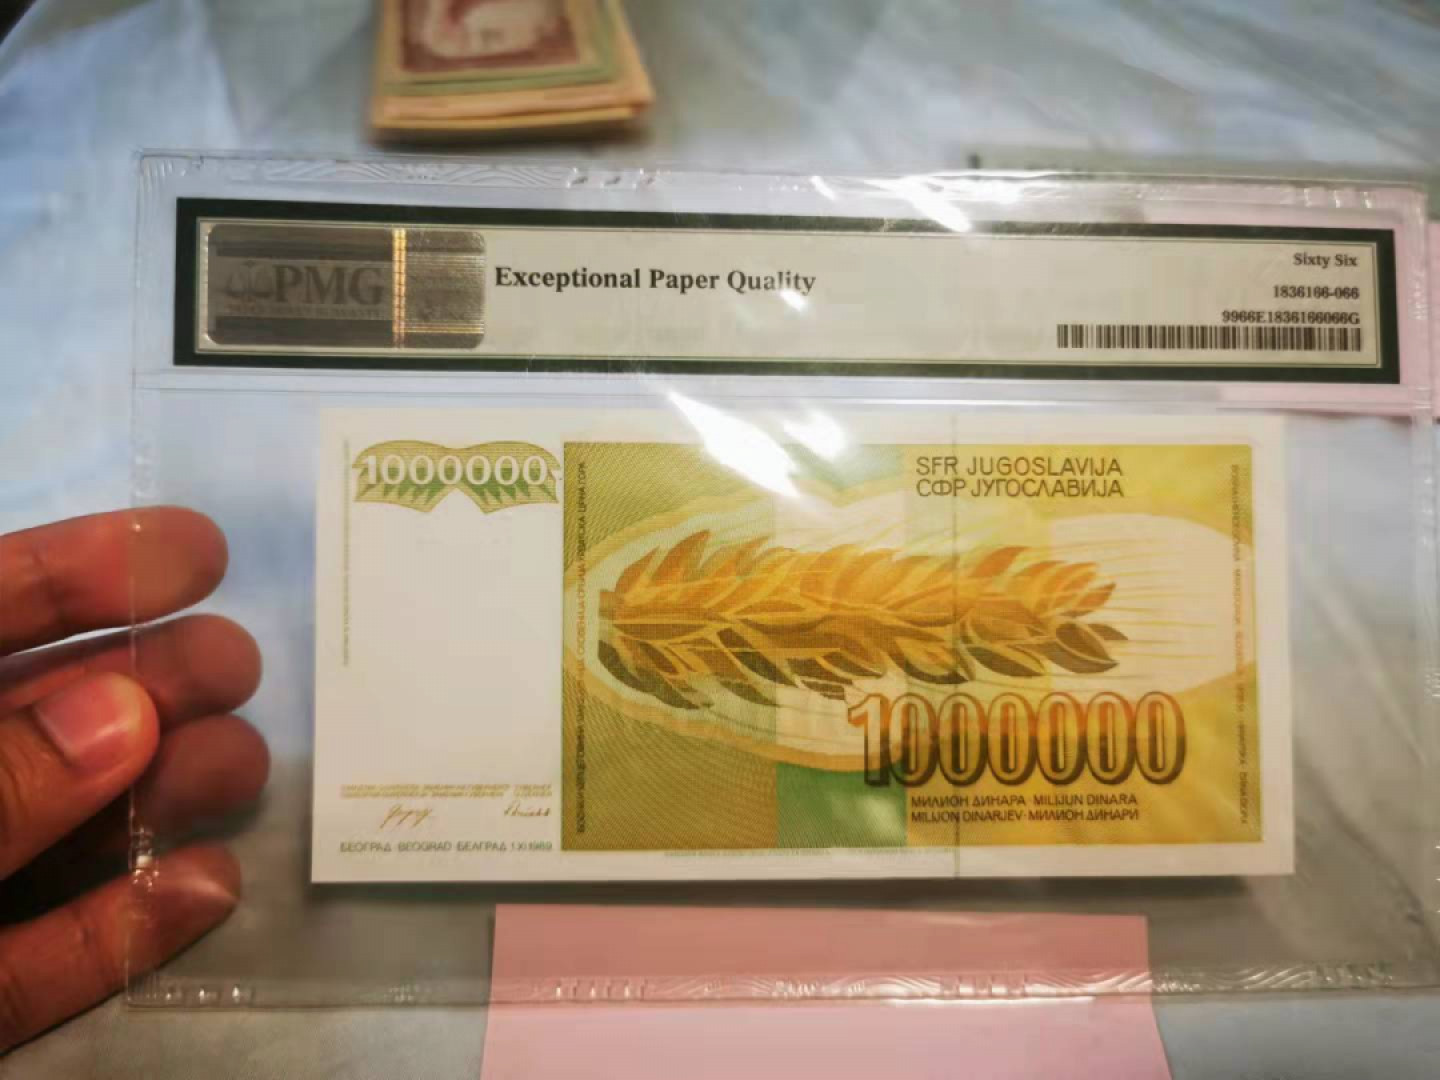 PMG
Exceptional Paper Quality
Sixty Six
1836166-066
9966E1836166066G
1000000
SFR JUGOSLAVIJA
СФР ЈУГОСЛАВИЈА
1000000
МИЛИОН ДИНАРА · MILIJUN DINARA
MILIJON DINARJEV · МИЛИОН ДИНАРИ
БЕОГРАД · BEOGRAD · БЕЛГРАД 1.XI.1989